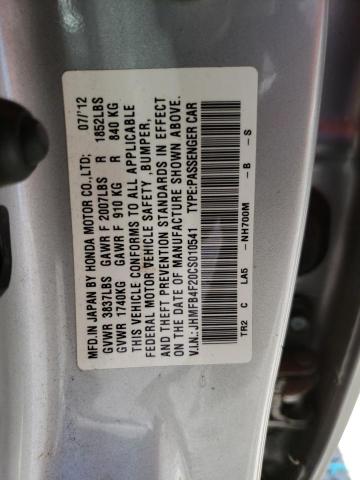 MFD. IN JAPAN BY HONDA MOTOR CO.,LTD; 07/'12
GVWR 3837LBS GAWR F 2007LBS R 1852LBS
GVWR 1740KG GAWR F 910 KG R 840 KG
THIS VEHICLE CONFORMS TO ALL APPLICABLE
FEDERAL MOTOR VEHICLE SAFETY ,BUMPER,
AND THEFT PREVENTION STANDARDS IN EFFECT
ON THE DATE OF MANUFACTURE SHOWN ABOVE.
V.I.N.: JHMFB4F20CS010541 TYPE:PASSENGER CAR
TR2 C LA5 -NH700M -B -S